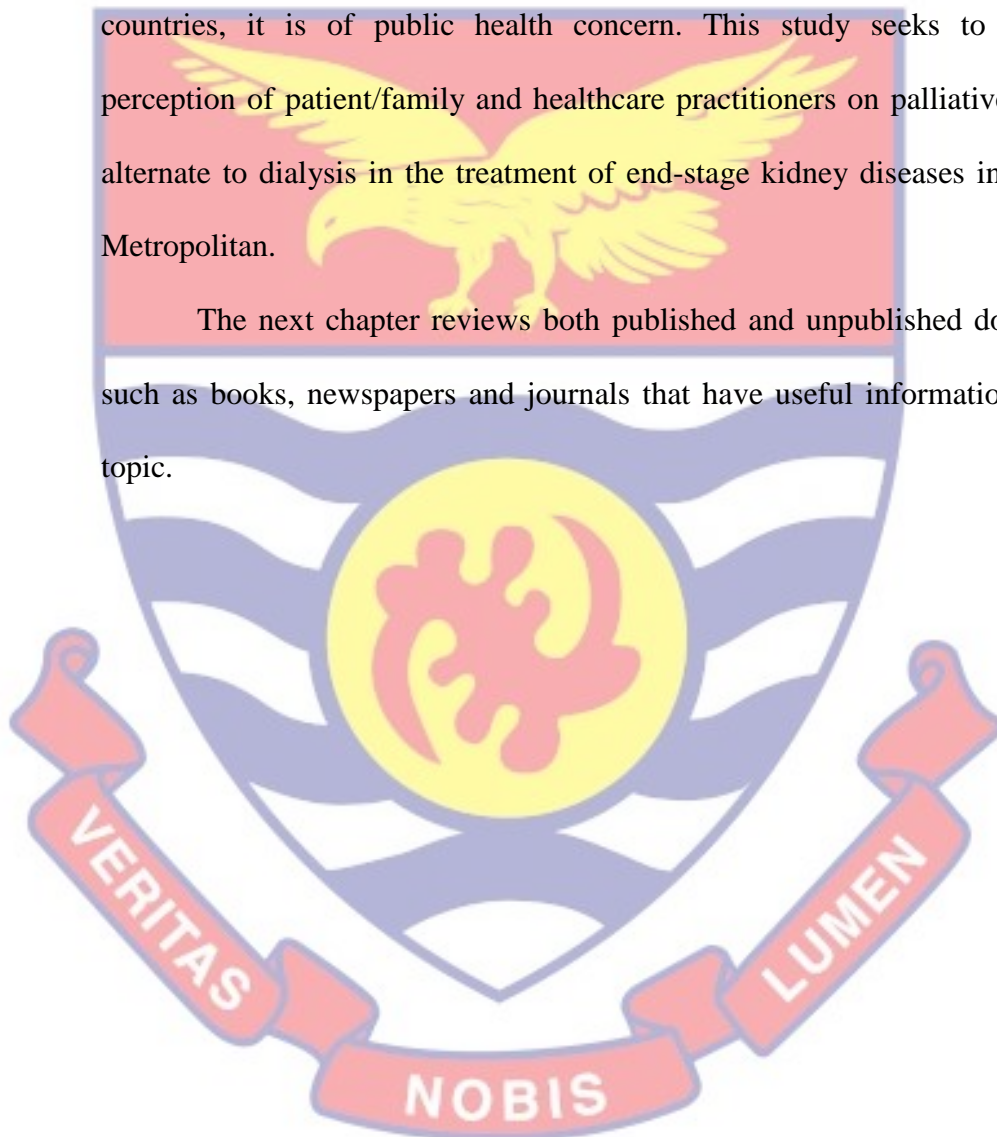 countries, it is of public health concern. This study seeks to
perception of patient/family and healthcare practitioners on palliative
alternate to dialysis in the treatment of end-stage kidney diseases in
Metropolitan.
The next chapter reviews both published and unpublished do
such as books, newspapers and journals that have useful informatio
topic.
VERITAS
NOBIS
LUMEN